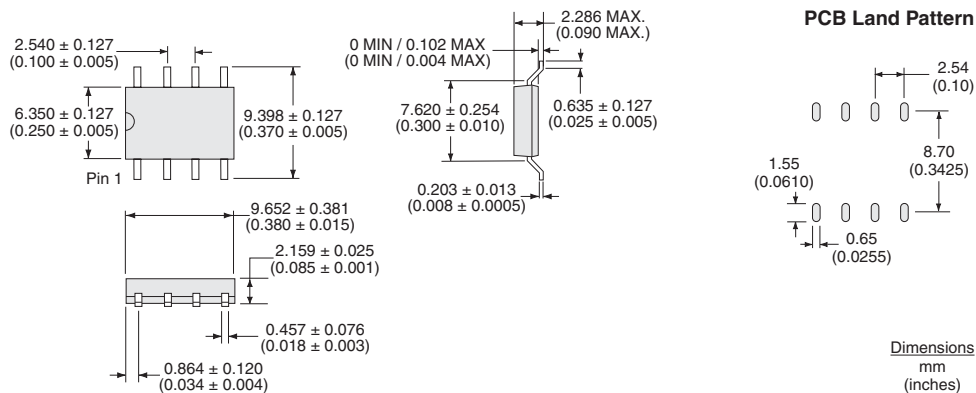 2.540 ± 0.127
(0.100 ± 0.005)
6.350 ± 0.127
(0.250 ± 0.005)
9.398 ± 0.127
(0.370 ± 0.005)
Pin 1
9.652 ± 0.381
(0.380 ± 0.015)
2.159 ± 0.025
(0.085 ± 0.001)
0.457 ± 0.076
(0.018 ± 0.003)
0.864 ± 0.120
(0.034 ± 0.004)
2.286 MAX.
(0.090 MAX.)
0 MIN / 0.102 MAX
(0 MIN / 0.004 MAX)
7.620 ± 0.254
(0.300 ± 0.010)
0.635 ± 0.127
(0.025 ± 0.005)
0.203 ± 0.013
(0.008 ± 0.0005)
PCB Land Pattern
2.54
(0.10)
8.70
(0.3425)
1.55
(0.0610)
0.65
(0.0255)
Dimensions
mm
(inches)